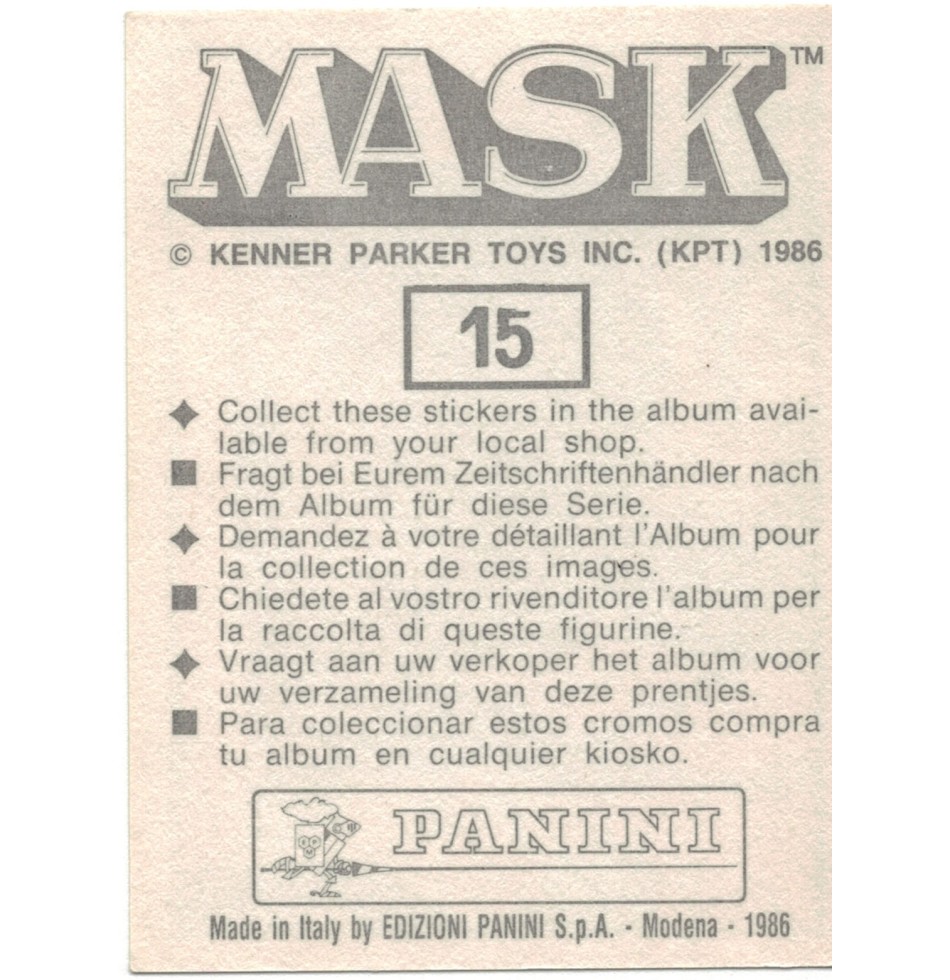 MASK™
© KENNER PARKER TOYS INC. (KPT) 1986
15
Collect these stickers in the album avai-
lable from your local shop.
Fragt bei Eurem Zeitschriftenhändler nach
dem Album für diese Serie.
Demandez à votre détaillant l'Album pour
la collection de ces images.
Chiedete al vostro rivenditore l'album per
la raccolta di queste figurine.
Vraagt aan uw verkoper het album voor
uw verzameling van deze prentjes.
Para coleccionar estos cromos compra
tu album en cualquier kiosko.
PANINI
Made in Italy by EDIZIONI PANINI S.p.A. - Modena - 1986